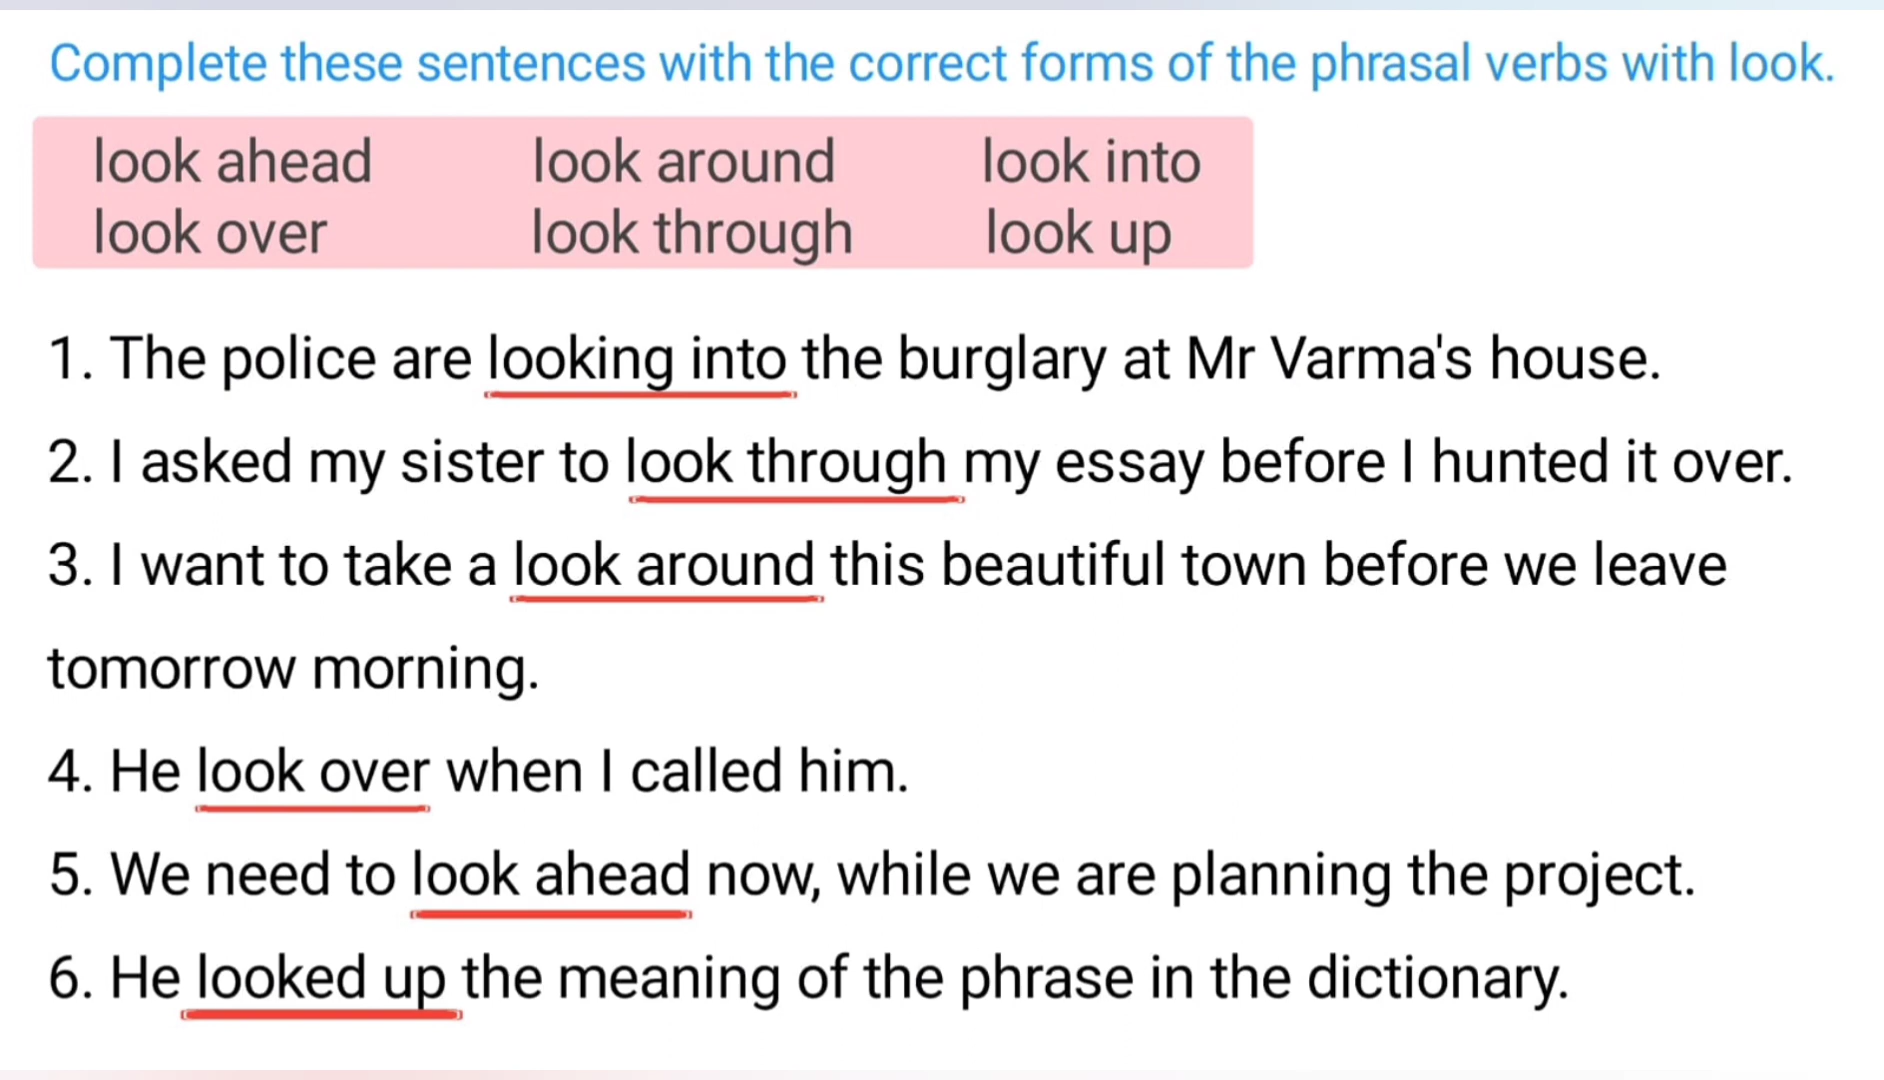 Complete these sentences with the correct forms of the phrasal verbs with look.
look ahead look around look into
look over look through look up
1. The police are looking into the burglary at Mr Varma's house.
2. I asked my sister to look through my essay before I hunted it over.
3. I want to take a look around this beautiful town before we leave
tomorrow morning.
4. He look over when I called him.
5. We need to look ahead now, while we are planning the project.
6. He looked up the meaning of the phrase in the dictionary.